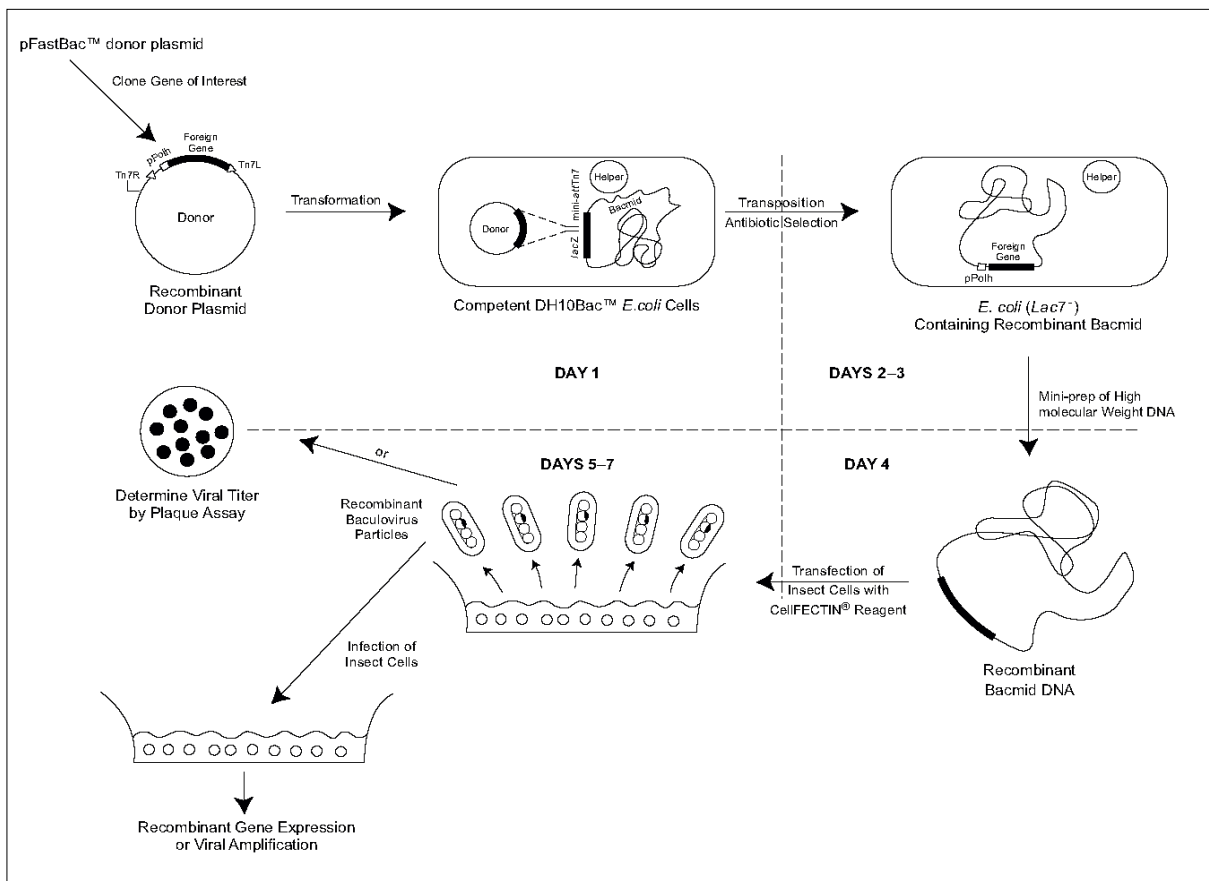 pFastBac™ donor plasmid
Clone Gene of Interest
Foreign
Gene
pPolh
Tn7L
Tn7R
Donor
Recombinant
Donor Plasmid
Transformation
Helper
mini-attTn7
Bacmid
Donor
lacZ
Competent DH10Bac™ E.coli Cells
Transposition
Antibiotic Selection
Helper
Foreign
Gene
pPolh
E. coli (Lac7⁻)
Containing Recombinant Bacmid
DAY 1
DAYS 2–3
Mini-prep of High
molecular Weight DNA
DAYS 5–7
DAY 4
or
Determine Viral Titer
by Plaque Assay
Recombinant
Baculovirus
Particles
Transfection of
Insect Cells with
CellFECTIN® Reagent
Recombinant
Bacmid DNA
Infection of
Insect Cells
Recombinant Gene Expression
or Viral Amplification